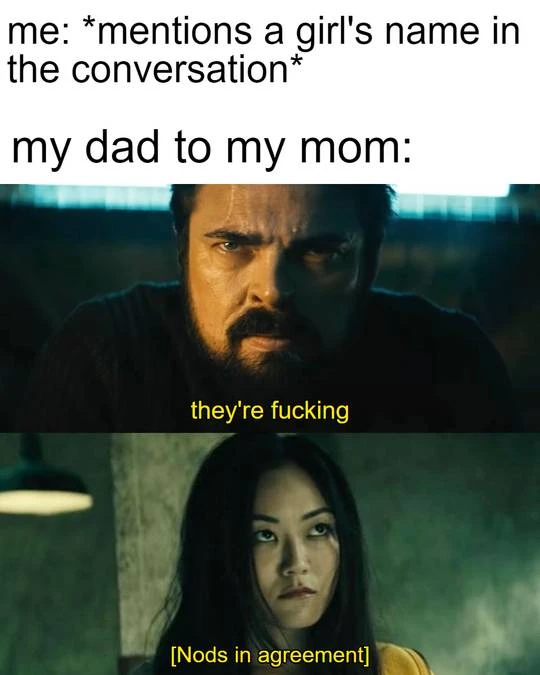 me: *mentions a girl's name in
the conversation*
my dad to my mom:
they're fucking
[Nods in agreement]